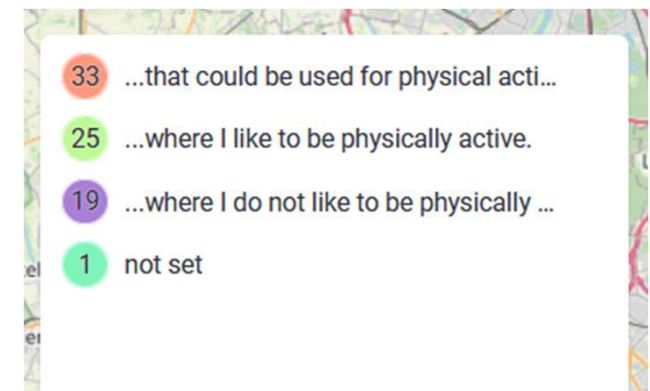 33 ...that could be used for physical acti...
25 ...where I like to be physically active.
19 ...where I do not like to be physically ...
1 not set